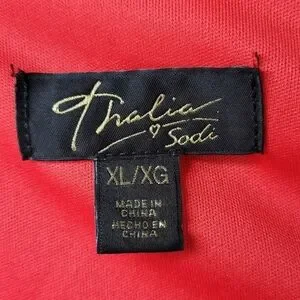 Thalia
Sodi
XL/XG
MADE IN
CHINA
HECHO EN
CHINA